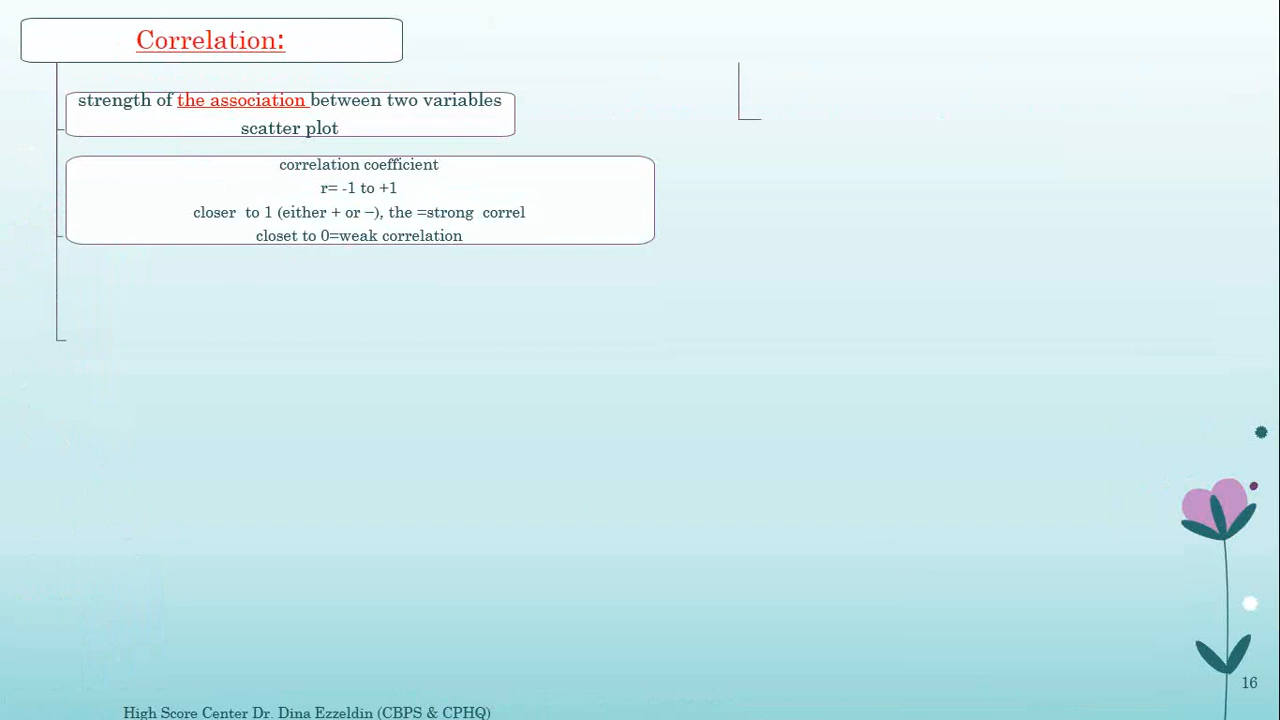 Correlation:
strength of the association between two variables
scatter plot
correlation coefficient
r= -1 to +1
closer  to 1 (either + or –), the =strong  correl
closet to 0=weak correlation
16
High Score Center Dr. Dina Ezzeldin (CBPS & CPHQ)